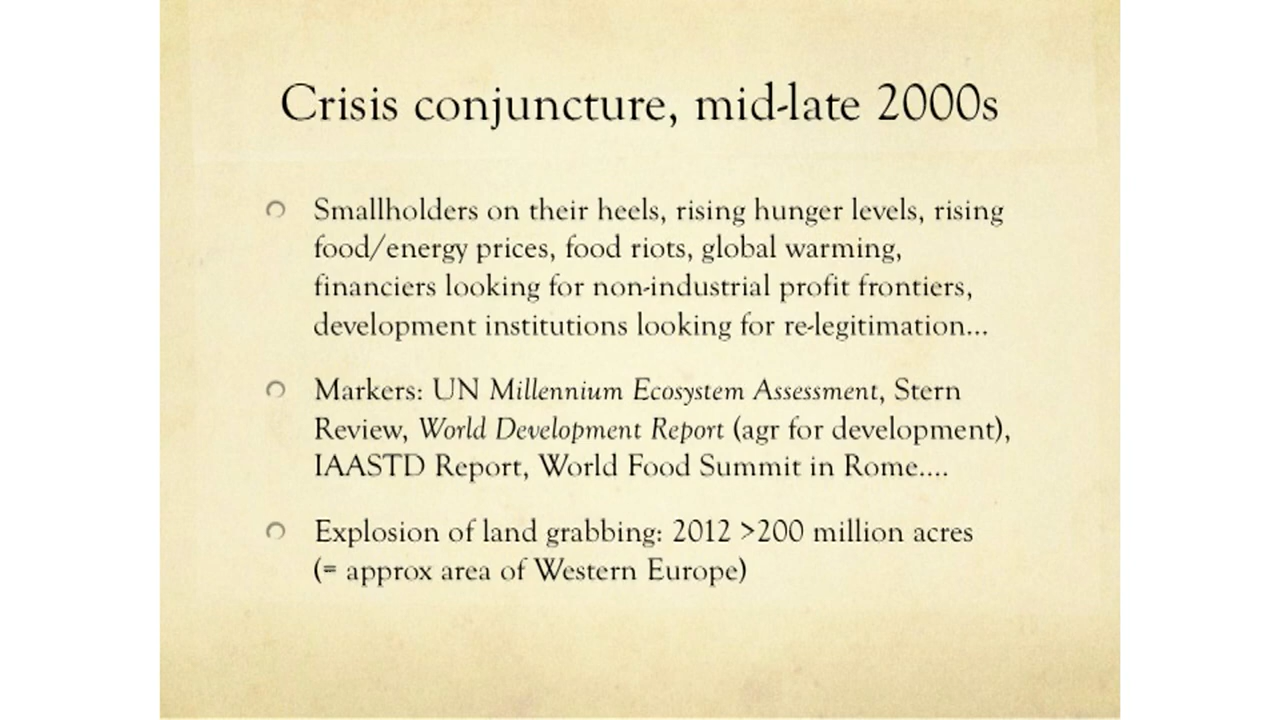 Crisis conjuncture, mid-late 2000s
Smallholders on their heels, rising hunger levels, rising
food/energy prices, food riots, global warming,
financiers looking for non-industrial profit frontiers,
development institutions looking for re-legitimation...
Markers: UN Millennium Ecosystem Assessment, Stern
Review, World Development Report (agr for development),
IAASTD Report, World Food Summit in Rome....
Explosion of land grabbing: 2012 >200 million acres
(= approx area of Western Europe)